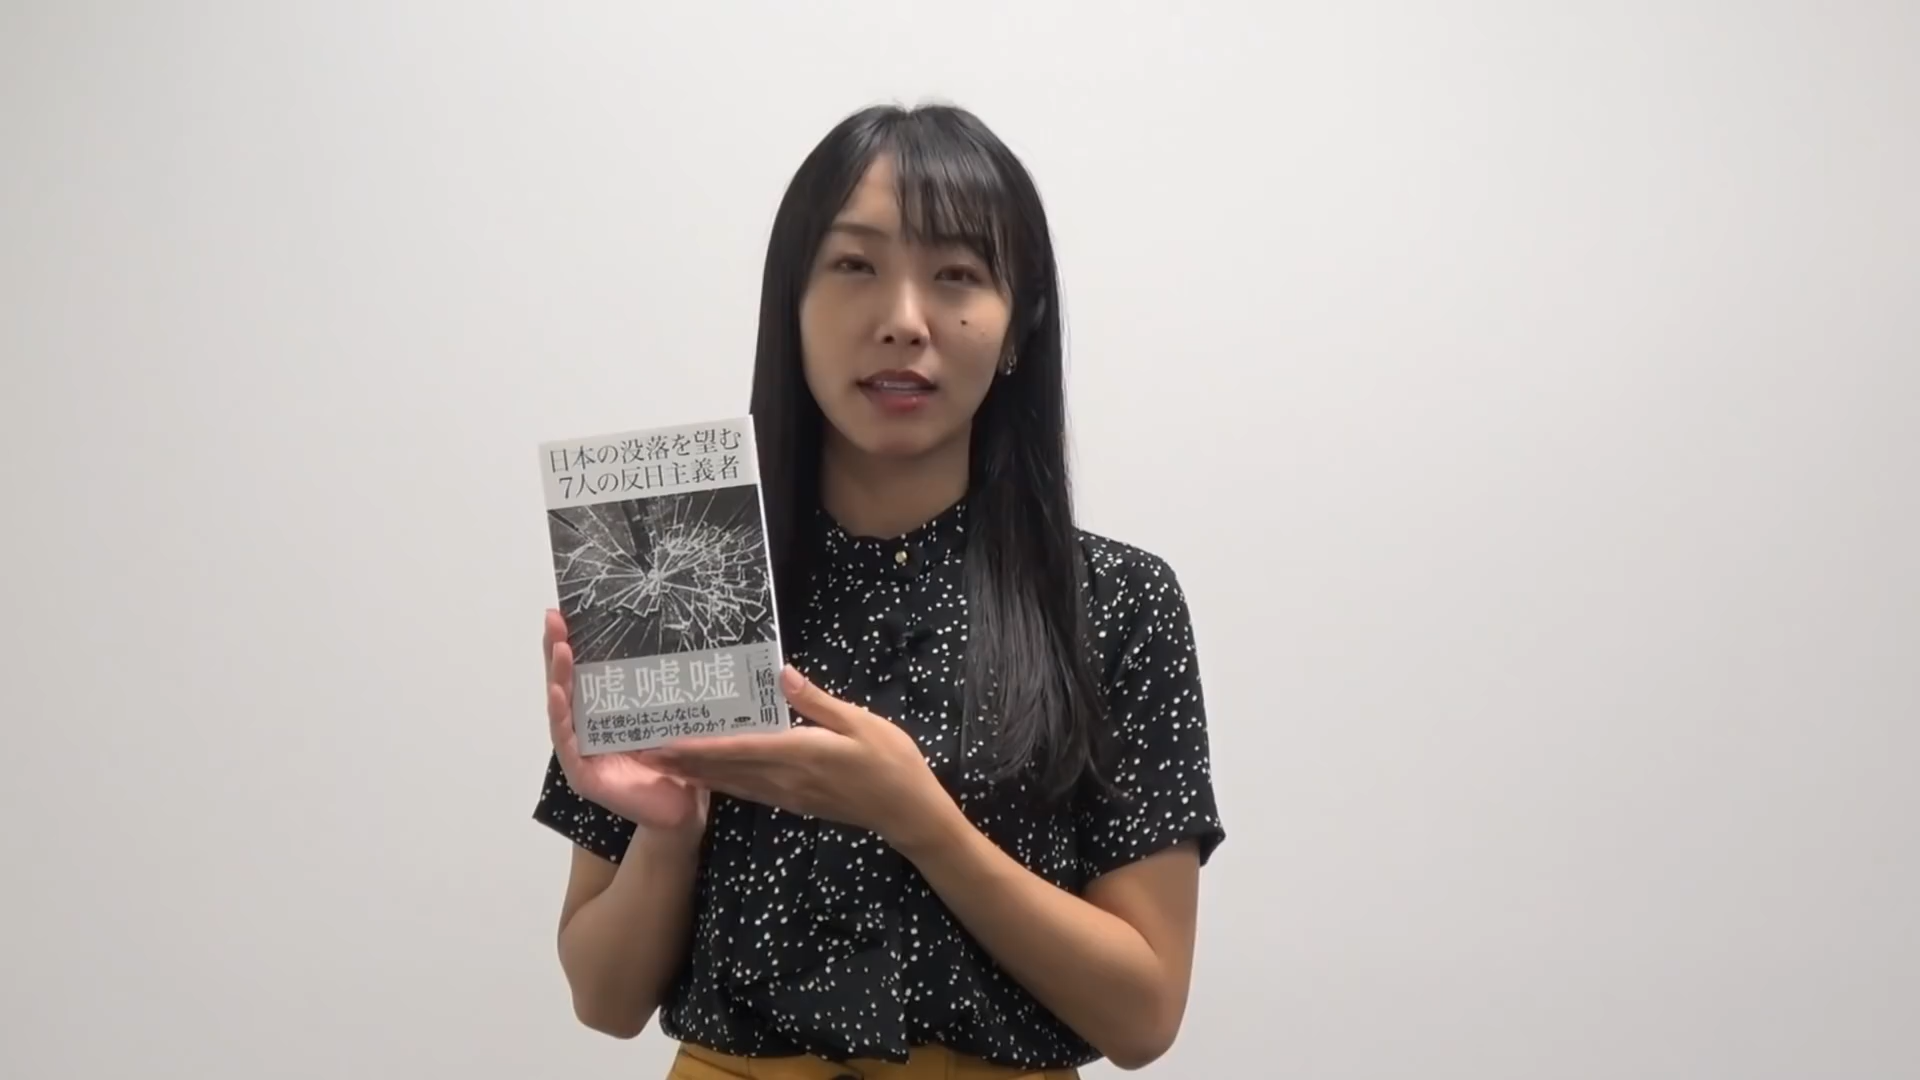 日本の没落を望む
7人の反日主義者
嘘、嘘、嘘
なぜ彼らはこんなにも
平気で嘘がつけるのか?
三橋貴明